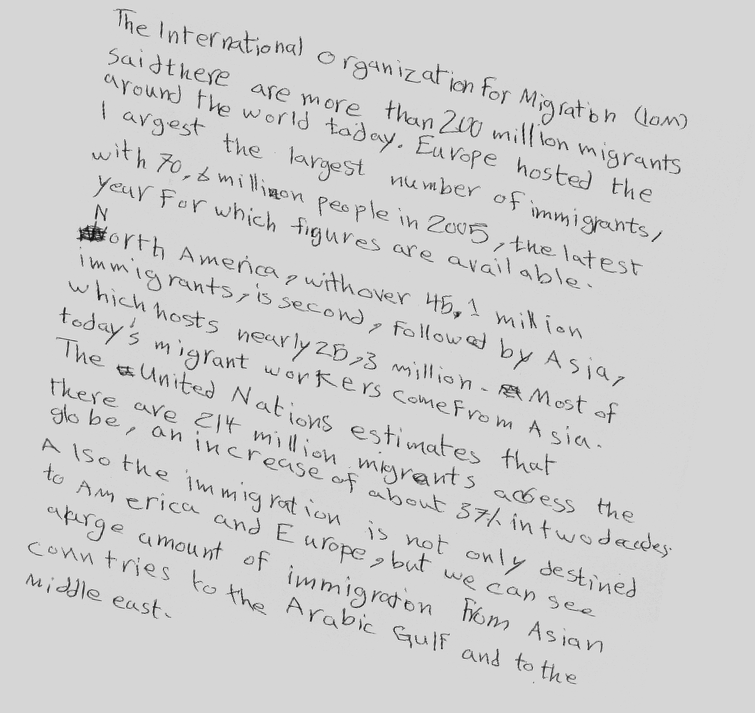 The International organization for Migration (IOM)
said there are more than 200 million migrants
around the world today. Europe hosted the
largest the largest number of immigrants,
with 70,6 million people in 2005, the latest
year for which figures are available.
North America, with over 45,1 million
immigrants, is second, followed by Asia,
which hosts nearly 25,3 million. Most of
today's migrant workers come from Asia.
The United Nations estimates that
there are 214 million migrants across the
globe, an increase of about 37% in two decades.
Also the immigration is not only destined
to America and Europe, but we can see
a large amount of immigration from Asian
conntries to the Arabic Gulf and to the
Middle east.